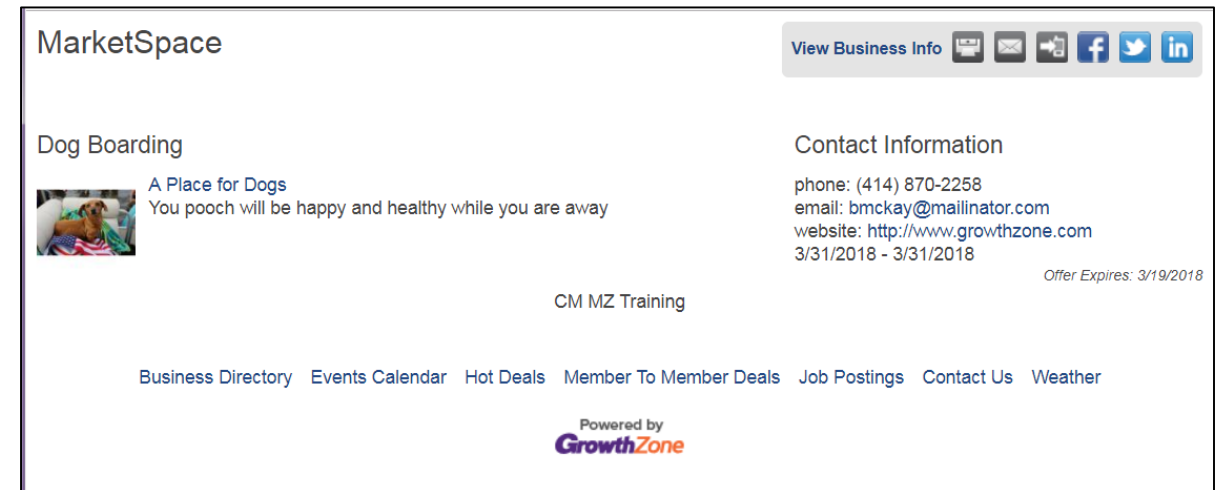 MarketSpace
View Business Info
Dog Boarding
A Place for Dogs
You pooch will be happy and healthy while you are away
Contact Information
phone: (414) 870-2258
email: bmckay@mailinator.com
website: http://www.growthzone.com
3/31/2018 - 3/31/2018
Offer Expires: 3/19/2018
CM MZ Training
Business Directory Events Calendar Hot Deals Member To Member Deals Job Postings Contact Us Weather
Powered by
GrowthZone